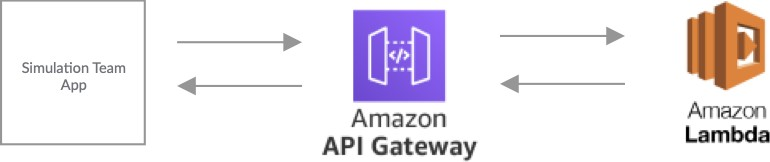 Simulation Team
App
</>
Amazon
API Gateway
Amazon
Lambda